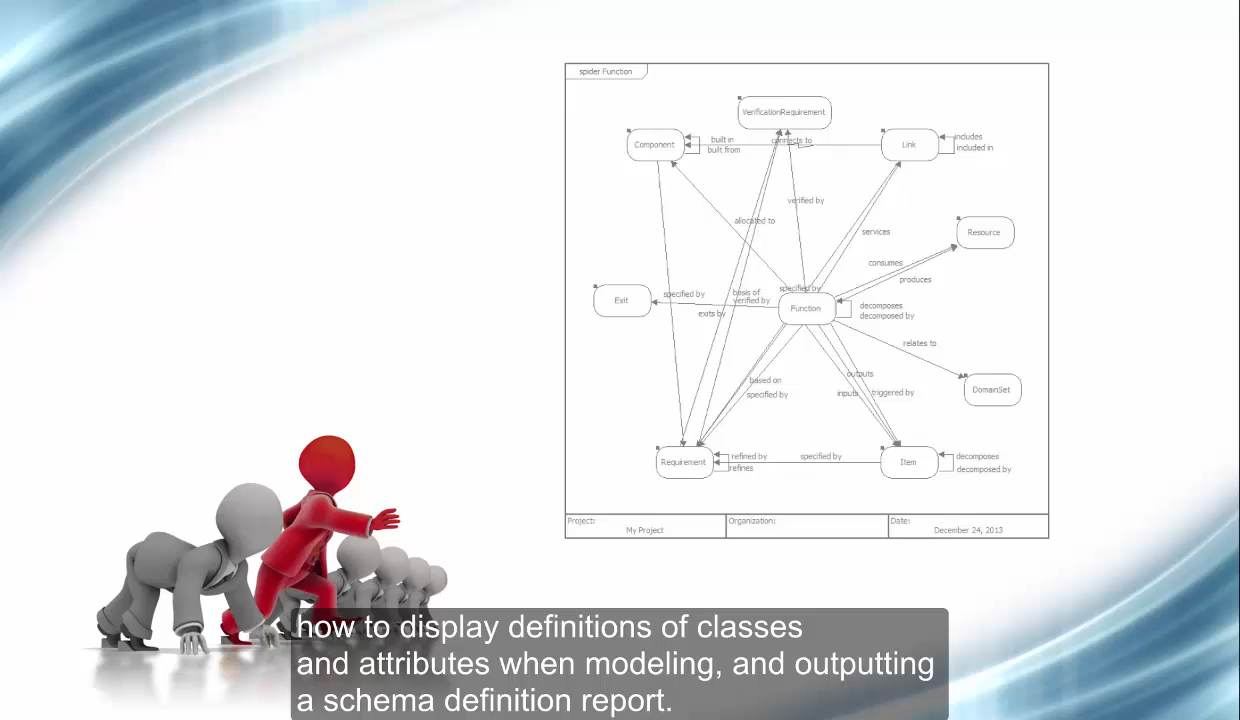 spider Function
VerificationRequirement
Component
built in
built from
connects to
Link
includes
included in
verified by
allocated to
services
Resource
consumes
produces
Exit
specified by
exits by
basis of
verified by
specified by
Function
decomposes
decomposed by
relates to
based on
specified by
outputs
inputs
triggered by
DomainSet
Requirement
refined by
refines
specified by
Item
decomposes
decomposed by
Project:
My Project
Organization:
Date:
December 24, 2013
how to display definitions of classes
and attributes when modeling, and outputting
a schema definition report.